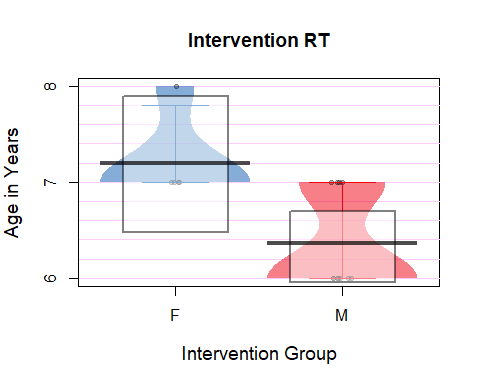 Intervention RT
Age in Years
8
7
6
F M
Intervention Group